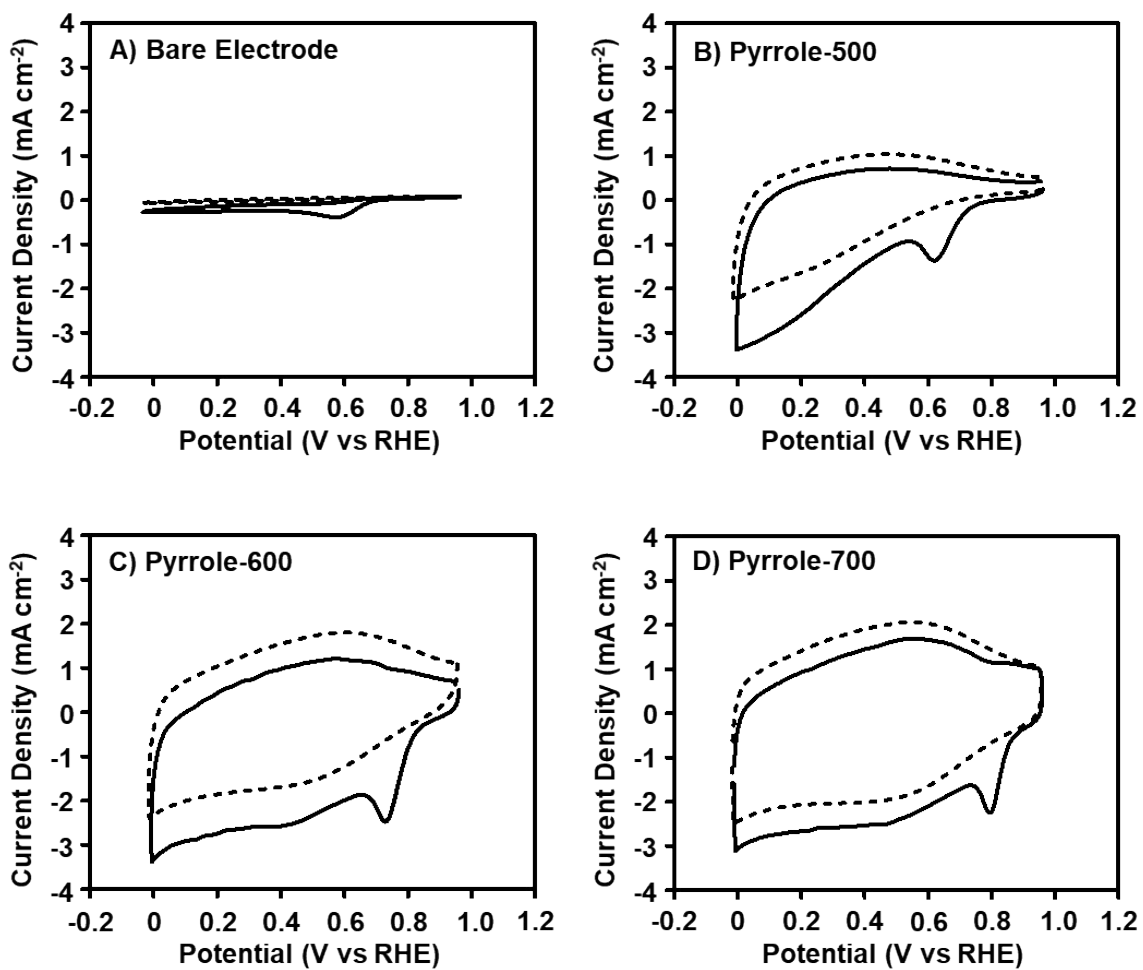 A) Bare Electrode
Current Density (mA cm-2)
4
3
2
1
0
-1
-2
-3
-4
-0.2 0 0.2 0.4 0.6 0.8 1.0 1.2
Potential (V vs RHE)
B) Pyrrole-500
Current Density (mA cm-2)
4
3
2
1
0
-1
-2
-3
-4
-0.2 0 0.2 0.4 0.6 0.8 1.0 1.2
Potential (V vs RHE)
C) Pyrrole-600
Current Density (mA cm-2)
4
3
2
1
0
-1
-2
-3
-4
-0.2 0 0.2 0.4 0.6 0.8 1.0 1.2
Potential (V vs RHE)
D) Pyrrole-700
Current Density (mA cm-2)
4
3
2
1
0
-1
-2
-3
-4
-0.2 0 0.2 0.4 0.6 0.8 1.0 1.2
Potential (V vs RHE)